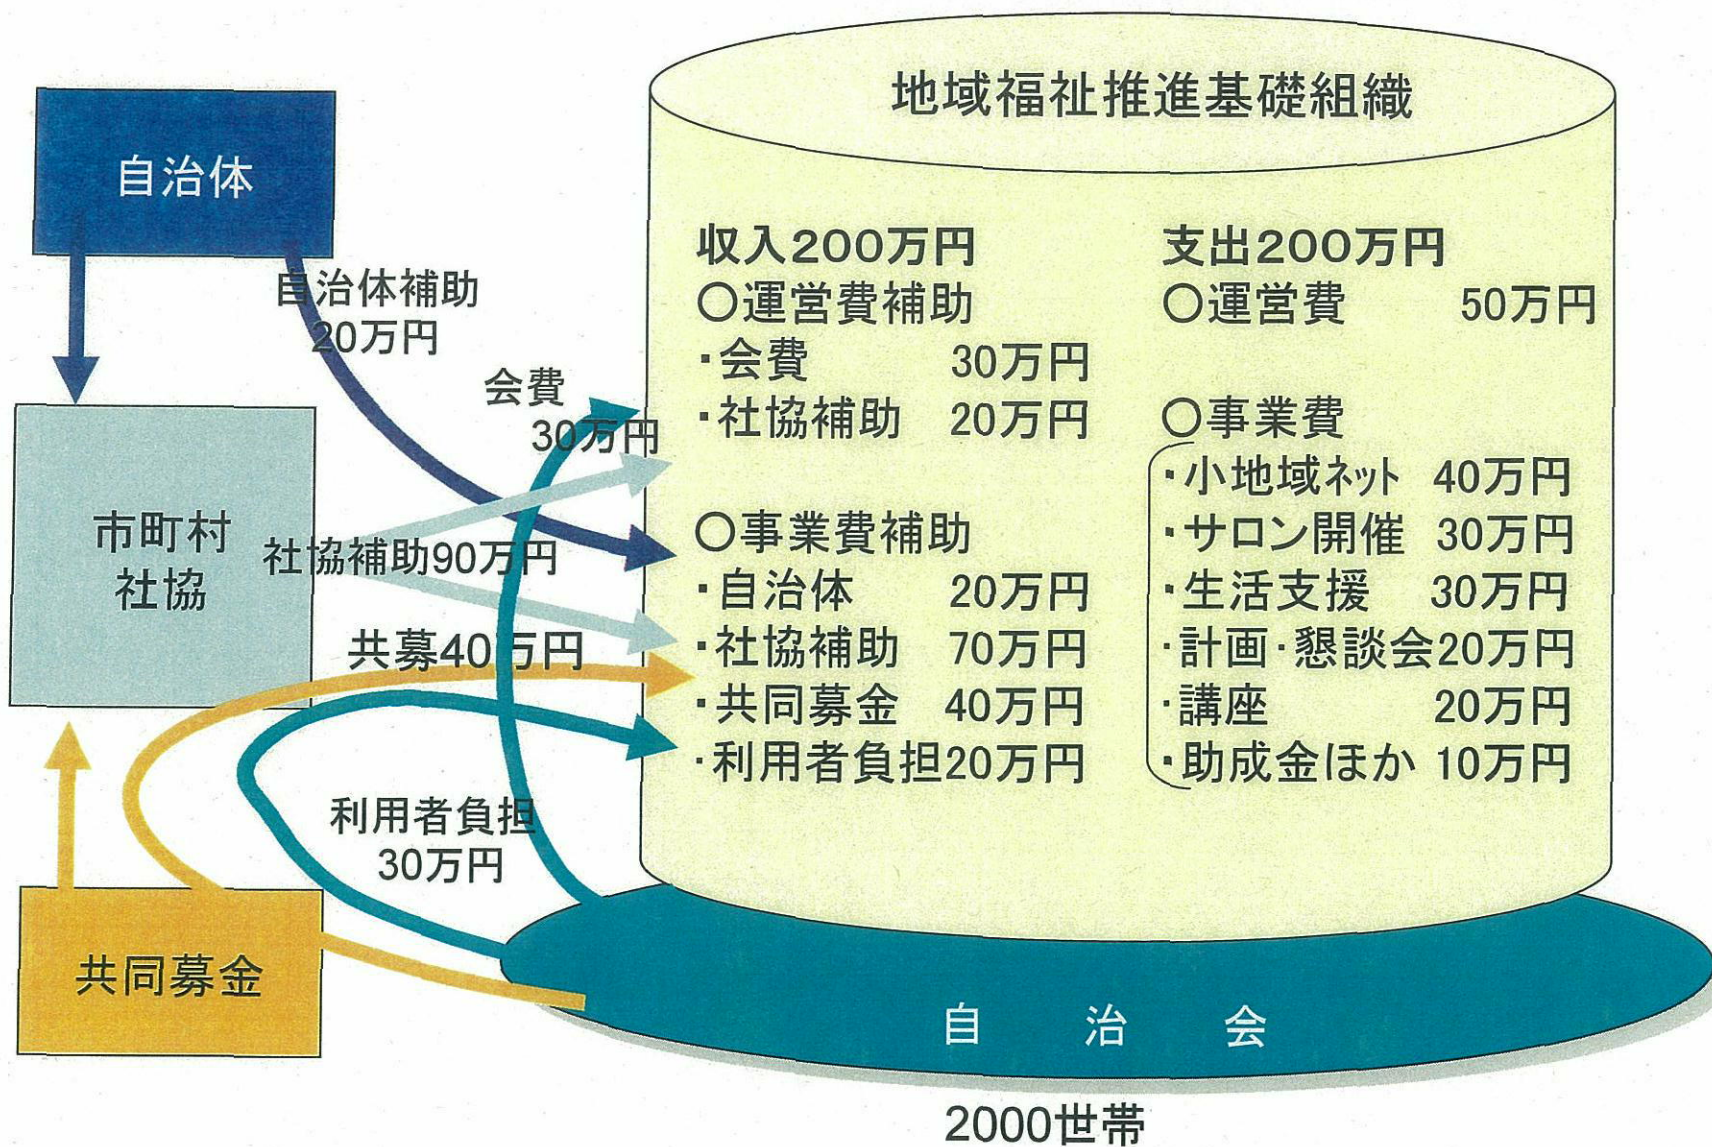 地域福祉推進基礎組織
自治体
自治体補助
20万円
会費
30万円
市町村
社協
社協補助90万円
共募40万円
利用者負担
30万円
共同募金
収入200万円
〇運営費補助
・会費 30万円
・社協補助 20万円
〇事業費補助
・自治体 20万円
・社協補助 70万円
・共同募金 40万円
・利用者負担20万円
支出200万円
〇運営費 50万円
〇事業費
・小地域ネット 40万円
・サロン開催 30万円
・生活支援 30万円
・計画・懇談会20万円
・講座 20万円
・助成金ほか 10万円
自治会
2000世帯